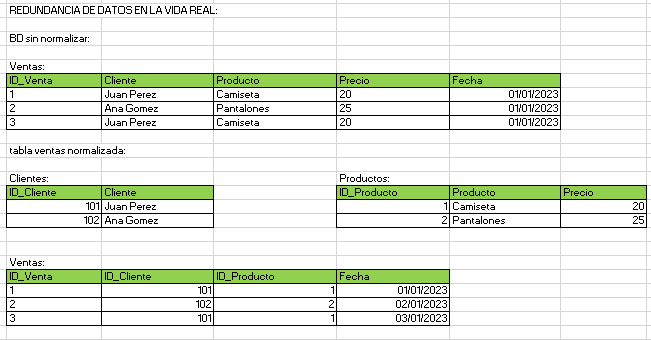 REDUNDANCIA DE DATOS EN LA VIDA REAL:
BD sin normalizar:
Ventas:
ID_Venta Cliente Producto Precio Fecha
1 Juan Perez Camiseta 20 01/01/2023
2 Ana Gomez Pantalones 25 01/01/2023
3 Juan Perez Camiseta 20 01/01/2023
tabla ventas normalizada:
Clientes: Productos:
ID_Cliente Cliente ID_Producto Producto Precio
101 Juan Perez 1 Camiseta 20
102 Ana Gomez 2 Pantalones 25
Ventas:
ID_Venta ID_Cliente ID_Producto Fecha
1 101 1 01/01/2023
2 102 2 02/01/2023
3 101 1 03/01/2023